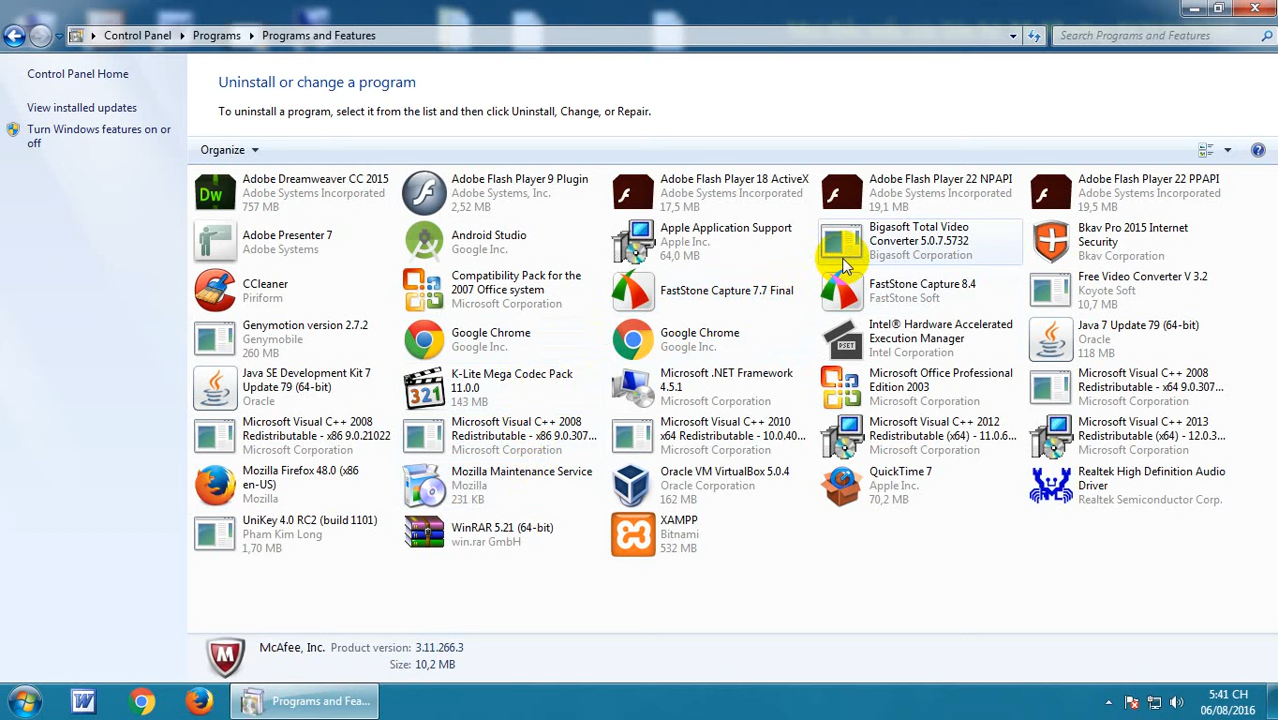 Control Panel
Programs
Programs and Features
Search Programs and Features
Control Panel Home
View installed updates
Turn Windows features on or
off
Uninstall or change a program
To uninstall a program, select it from the list and then click Uninstall, Change, or Repair.
Organize
Adobe Dreamweaver CC 2015
Adobe Systems Incorporated
757 MB
Adobe Flash Player 9 Plugin
Adobe Systems, Inc.
2,52 MB
Adobe Flash Player 18 ActiveX
Adobe Systems Incorporated
17,5 MB
Adobe Flash Player 22 NPAPI
Adobe Systems Incorporated
19,1 MB
Adobe Flash Player 22 PPAPI
Adobe Systems Incorporated
19,5 MB
Adobe Presenter 7
Adobe Systems
Android Studio
Google Inc.
Apple Application Support
Apple Inc.
64,0 MB
Bigasoft Total Video
Converter 5.0.7.5732
Bigasoft Corporation
Bkav Pro 2015 Internet
Security
Bkav Corporation
CCleaner
Piriform
Compatibility Pack for the
2007 Office system
Microsoft Corporation
FastStone Capture 7.7 Final
FastStone Capture 8.4
FastStone Soft
Free Video Converter V 3.2
Koyote Soft
10,7 MB
Genymotion version 2.7.2
Genymobile
260 MB
Google Chrome
Google Inc.
Google Chrome
Google Inc.
Intel® Hardware Accelerated
Execution Manager
Intel Corporation
Java 7 Update 79 (64-bit)
Oracle
118 MB
Java SE Development Kit 7
Update 79 (64-bit)
Oracle
K-Lite Mega Codec Pack
11.0.0
143 MB
Microsoft .NET Framework
4.5.1
Microsoft Corporation
Microsoft Office Professional
Edition 2003
Microsoft Corporation
Microsoft Visual C++ 2008
Redistributable - x64 9.0.307...
Microsoft Corporation
Microsoft Visual C++ 2008
Redistributable - x86 9.0.21022
Microsoft Corporation
Microsoft Visual C++ 2008
Redistributable - x86 9.0.307...
Microsoft Corporation
Microsoft Visual C++ 2010
x64 Redistributable - 10.0.40...
Microsoft Corporation
Microsoft Visual C++ 2012
Redistributable (x64) - 11.0.6...
Microsoft Corporation
Microsoft Visual C++ 2013
Redistributable (x64) - 12.0.3...
Microsoft Corporation
Mozilla Firefox 48.0 (x86
en-US)
Mozilla
Mozilla Maintenance Service
Mozilla
231 KB
Oracle VM VirtualBox 5.0.4
Oracle Corporation
162 MB
QuickTime 7
Apple Inc.
70,2 MB
Realtek High Definition Audio
Driver
Realtek Semiconductor Corp.
UniKey 4.0 RC2 (build 1101)
Pham Kim Long
1,70 MB
WinRAR 5.21 (64-bit)
win.rar GmbH
XAMPP
Bitnami
532 MB
McAfee, Inc. Product version: 3.11.266.3
Size: 10,2 MB
Programs and Fea...
5:41 CH
06/08/2016